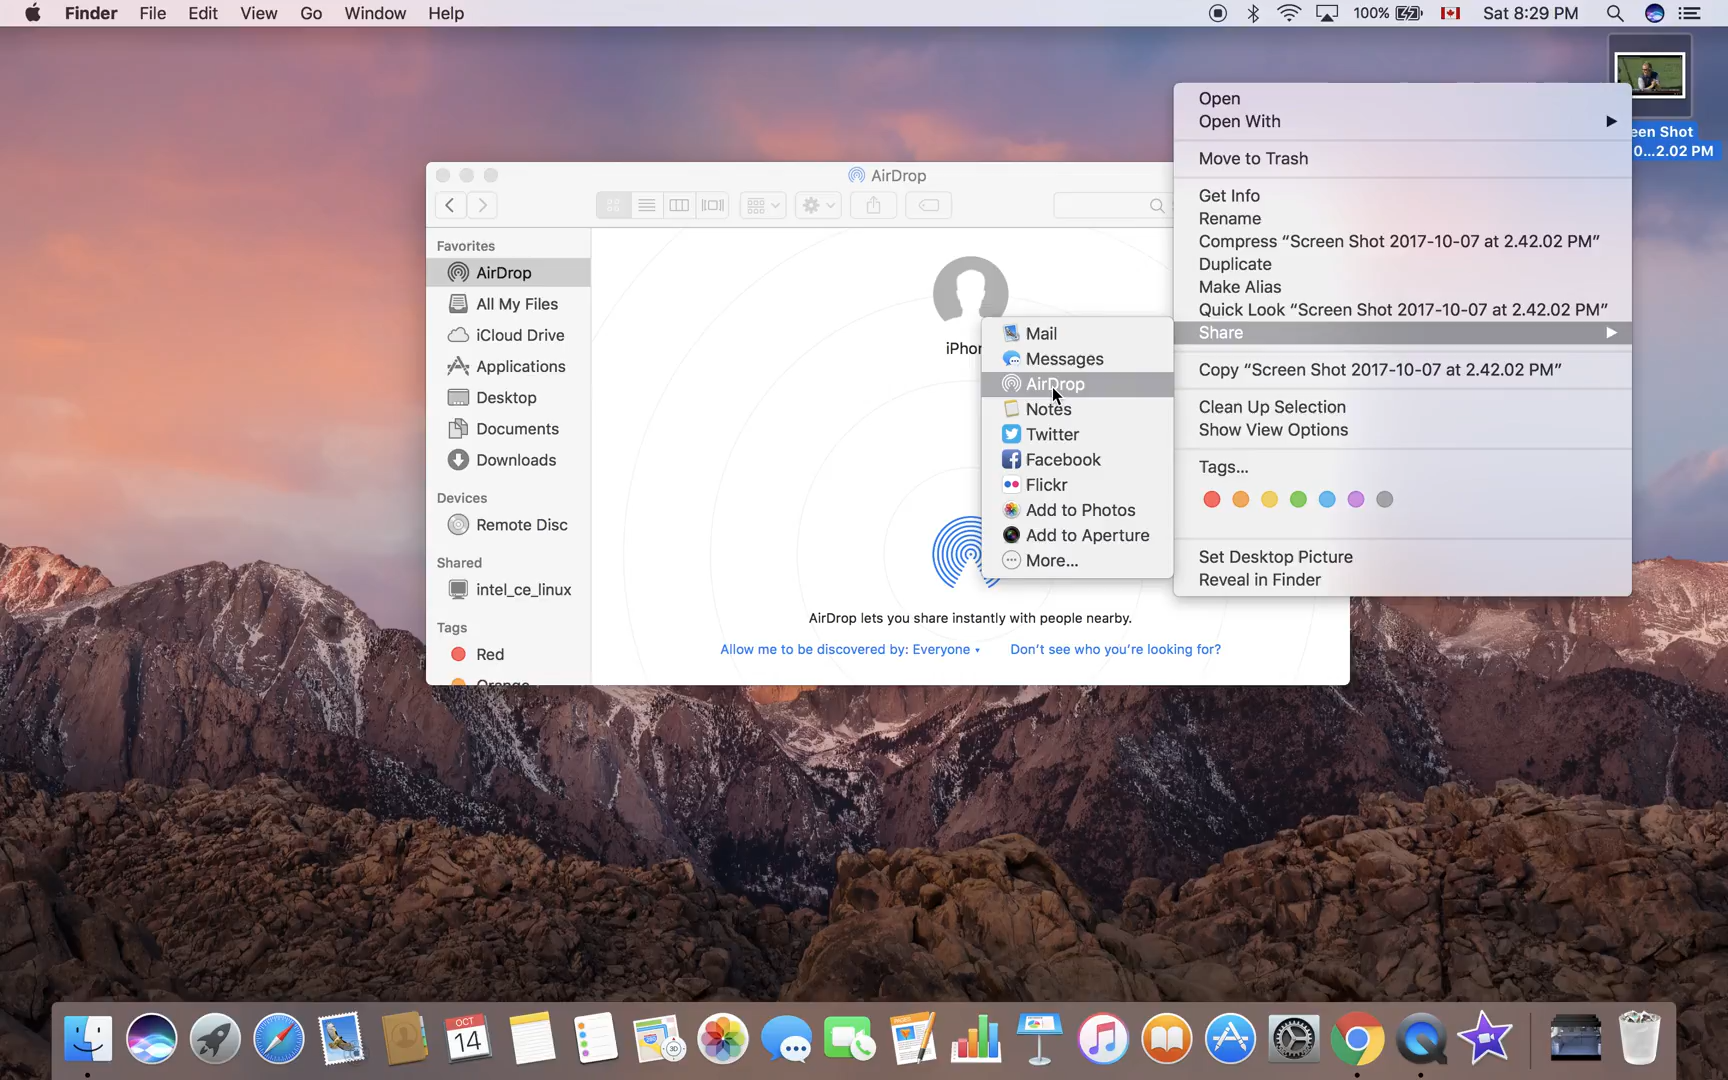 Finder File Edit View Go Window Help
100% Sat 8:29 PM
AirDrop
Favorites
AirDrop
All My Files
iCloud Drive
Applications
Desktop
Documents
Downloads
Devices
Remote Disc
Shared
intel_ce_linux
Tags
Red
Orange
AirDrop lets you share instantly with people nearby.
Allow me to be discovered by: Everyone Don't see who you're looking for?
Mail
Messages
AirDrop
Notes
Twitter
Facebook
Flickr
Add to Photos
Add to Aperture
More...
Open
Open With
Move to Trash
Get Info
Rename
Compress “Screen Shot 2017-10-07 at 2.42.02 PM”
Duplicate
Make Alias
Quick Look “Screen Shot 2017-10-07 at 2.42.02 PM”
Share
Copy “Screen Shot 2017-10-07 at 2.42.02 PM”
Clean Up Selection
Show View Options
Tags...
Set Desktop Picture
Reveal in Finder
Shot
0...2.02 PM
OCT
14
3D